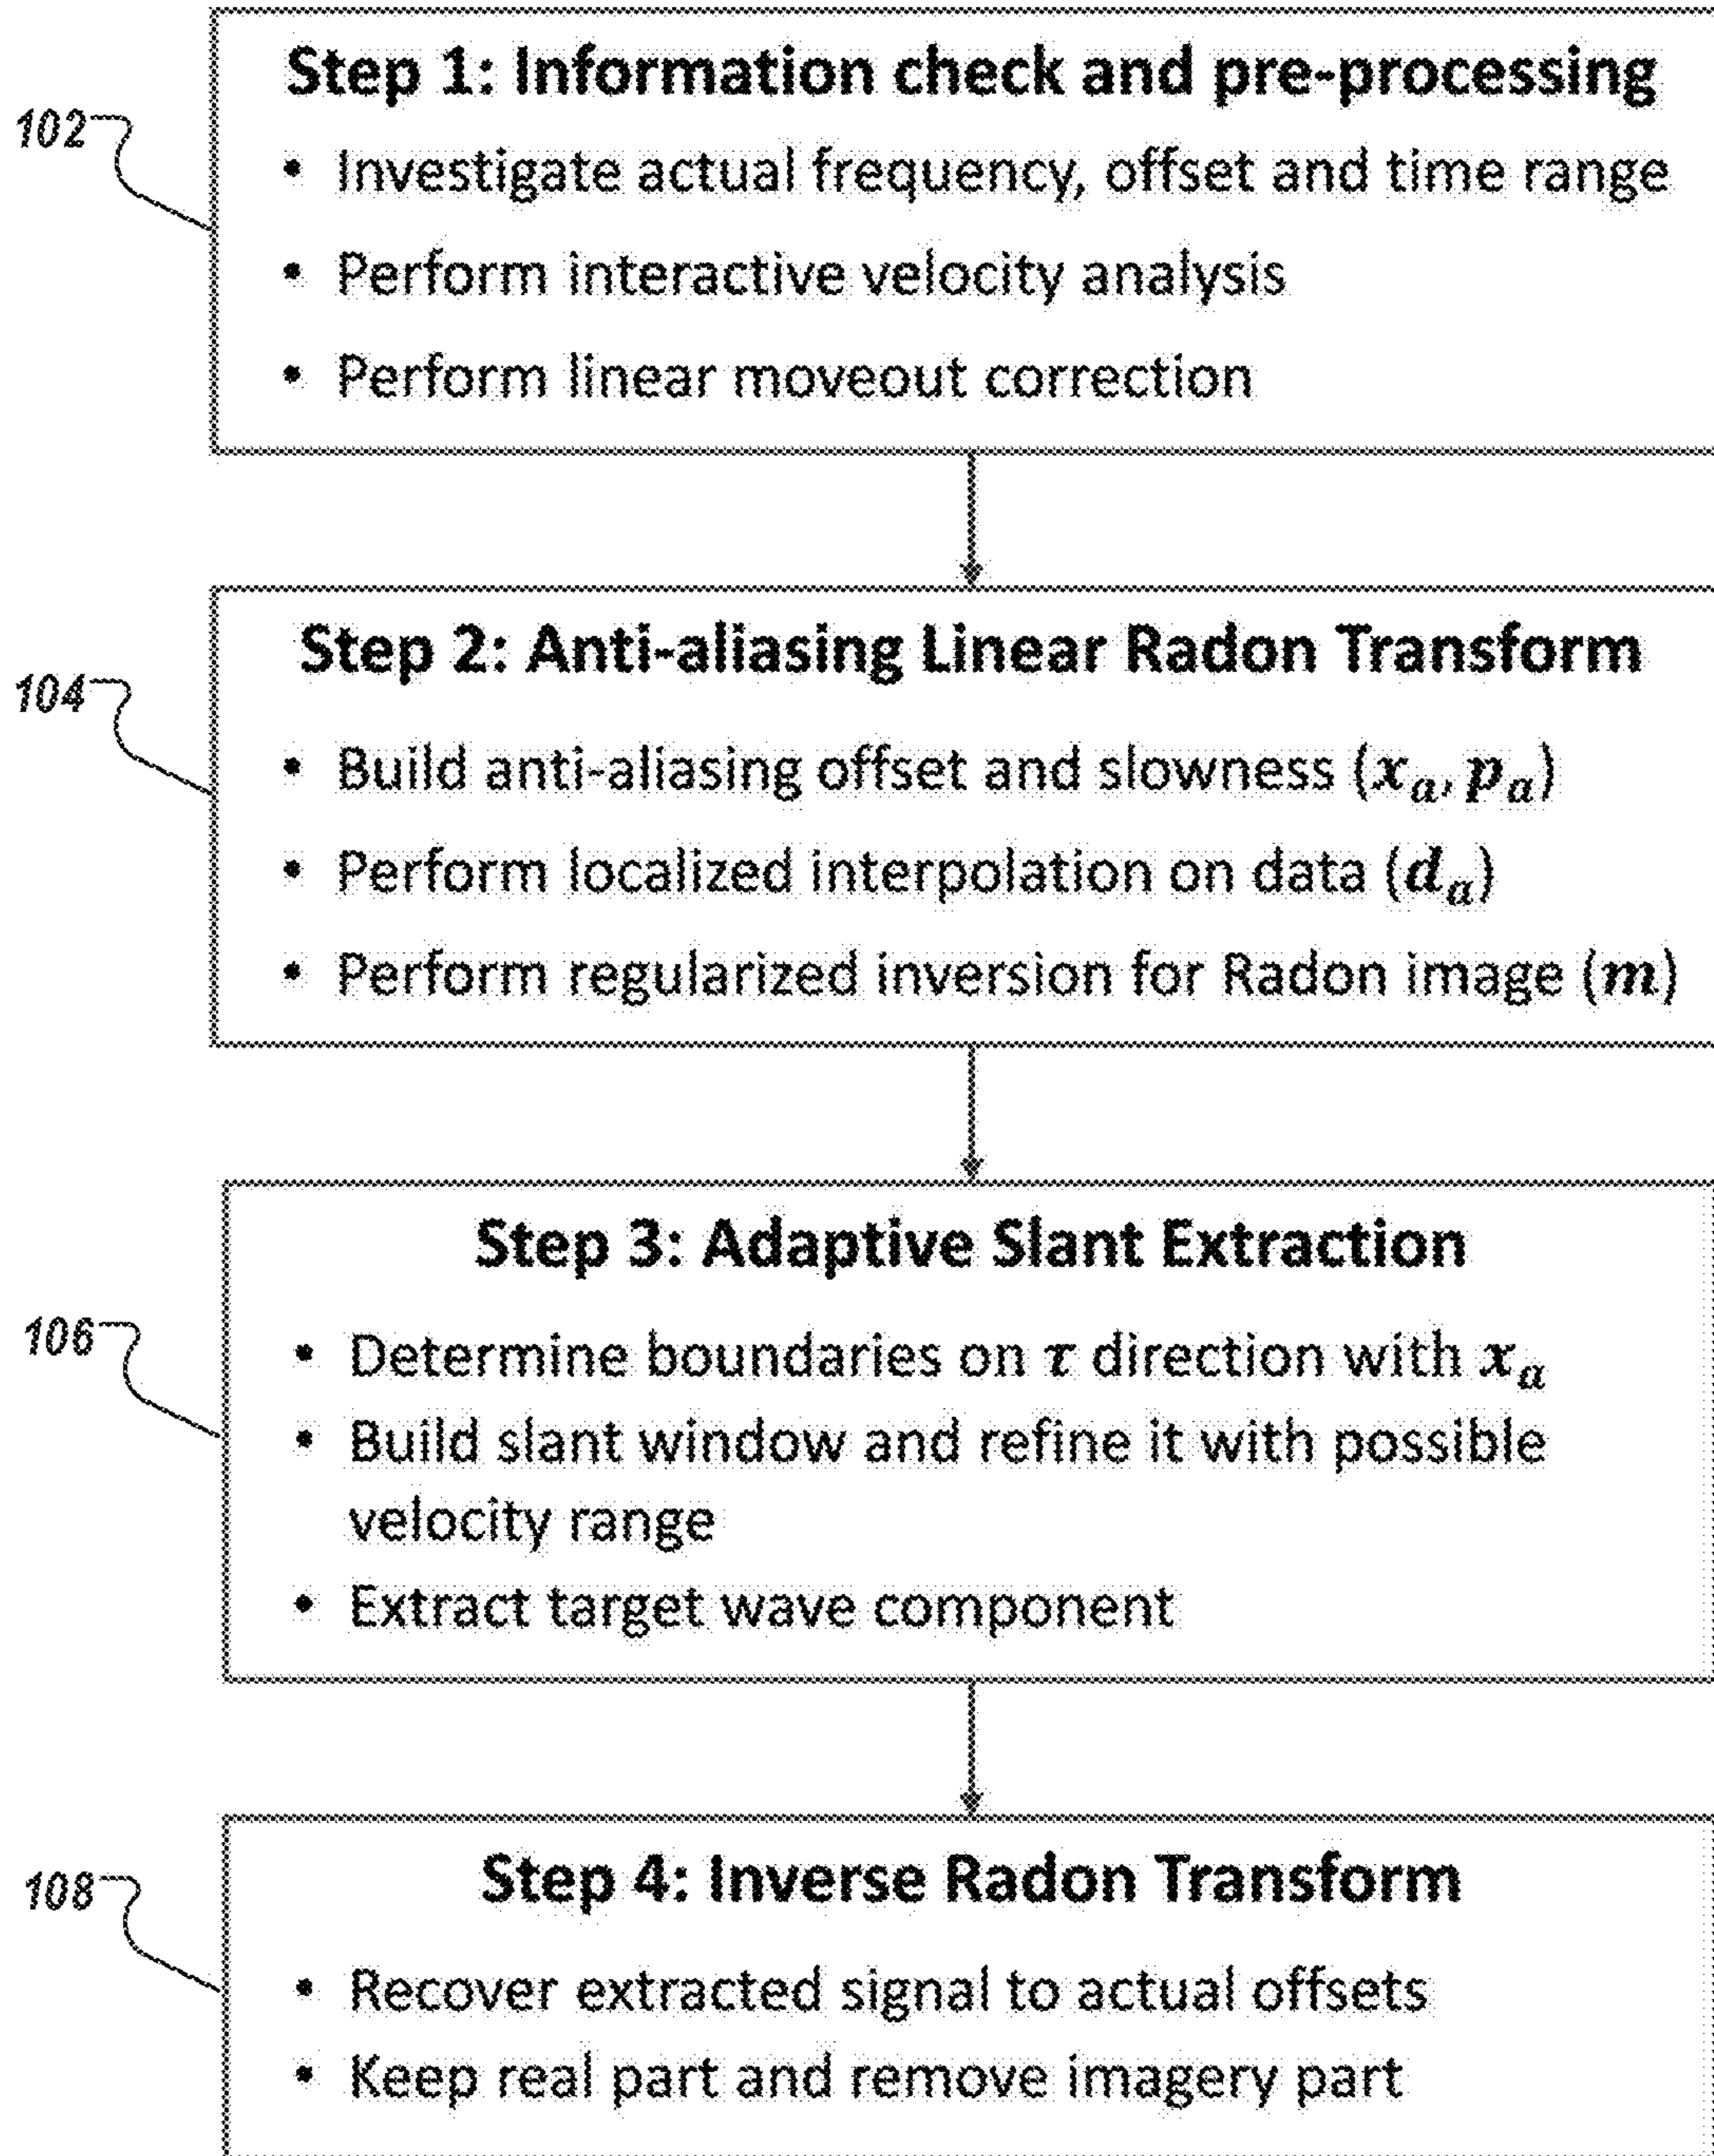 Step 1: Information check and pre-processing
102
• Investigate actual frequency, offset and time range
• Perform interactive velocity analysis
• Perform linear moveout correction
Step 2: Anti-aliasing Linear Radon Transform
104
• Build anti-aliasing offset and slowness (xₐ, pₐ)
• Perform localized interpolation on data (dₐ)
• Perform regularized inversion for Radon image (m)
Step 3: Adaptive Slant Extraction
106
• Determine boundaries on τ direction with xₐ
• Build slant window and refine it with possible
velocity range
• Extract target wave component
Step 4: Inverse Radon Transform
108
• Recover extracted signal to actual offsets
• Keep real part and remove imagery part